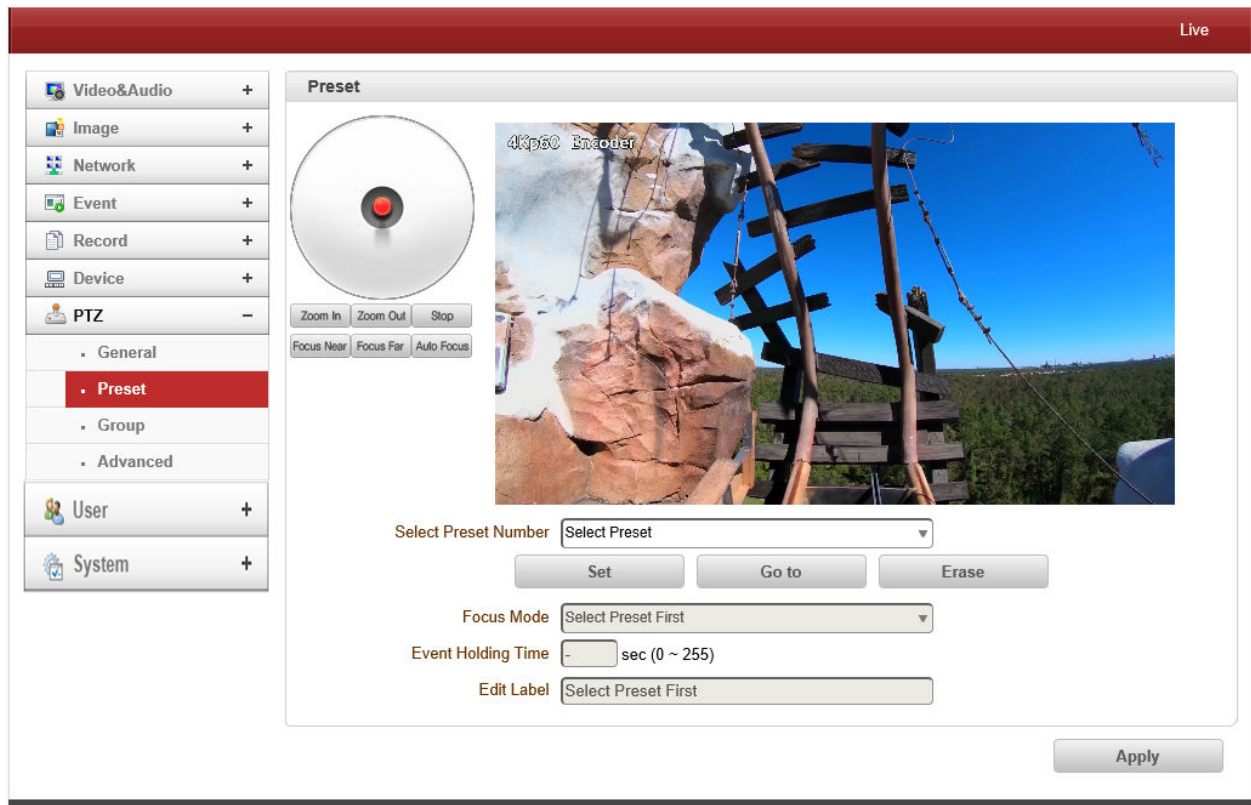 Live
Video&Audio +
Image +
Network +
Event +
Record +
Device +
PTZ –
General
Preset
Group
Advanced
User +
System +
Preset
4Kp60 Encoder
Zoom In Zoom Out Stop
Focus Near Focus Far Auto Focus
Select Preset Number Select Preset
Set Go to Erase
Focus Mode Select Preset First
Event Holding Time - sec (0 ~ 255)
Edit Label Select Preset First
Apply